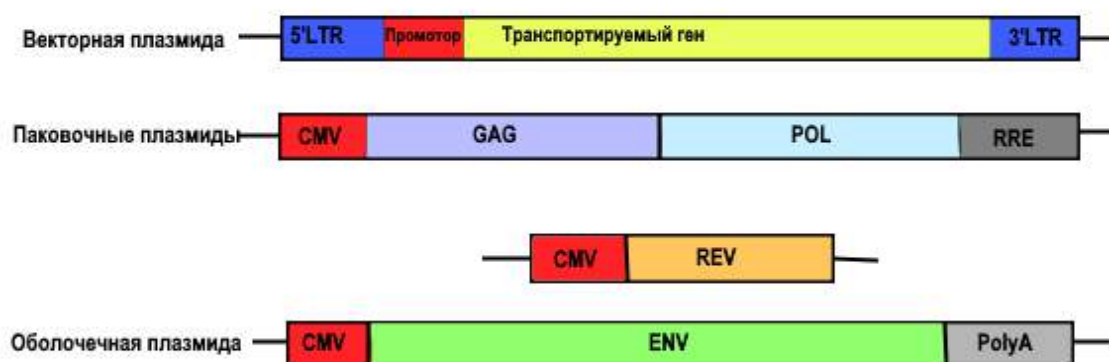 Векторная плазмида 5'LTR Промотор Транспортируемый ген 3'LTR
Паковочные плазмиды CMV GAG POL RRE
CMV REV
Оболочечная плазмида CMV ENV PolyA